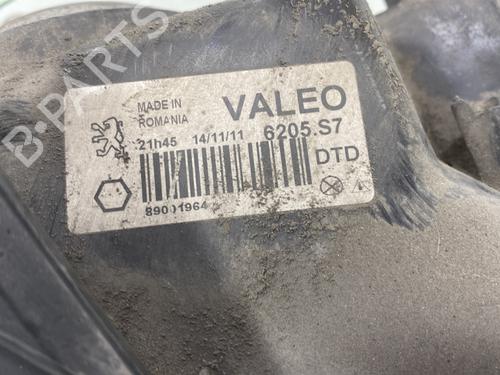 B-PARTS
MADE IN
ROMANIA
VALEO
21h45 14/11/11 6205.S7
DTD
89001964